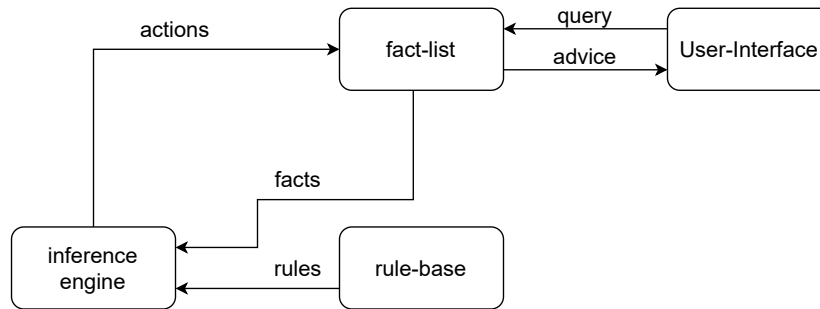 query
actions
fact-list
User-Interface
advice
facts
inference
engine
rules
rule-base